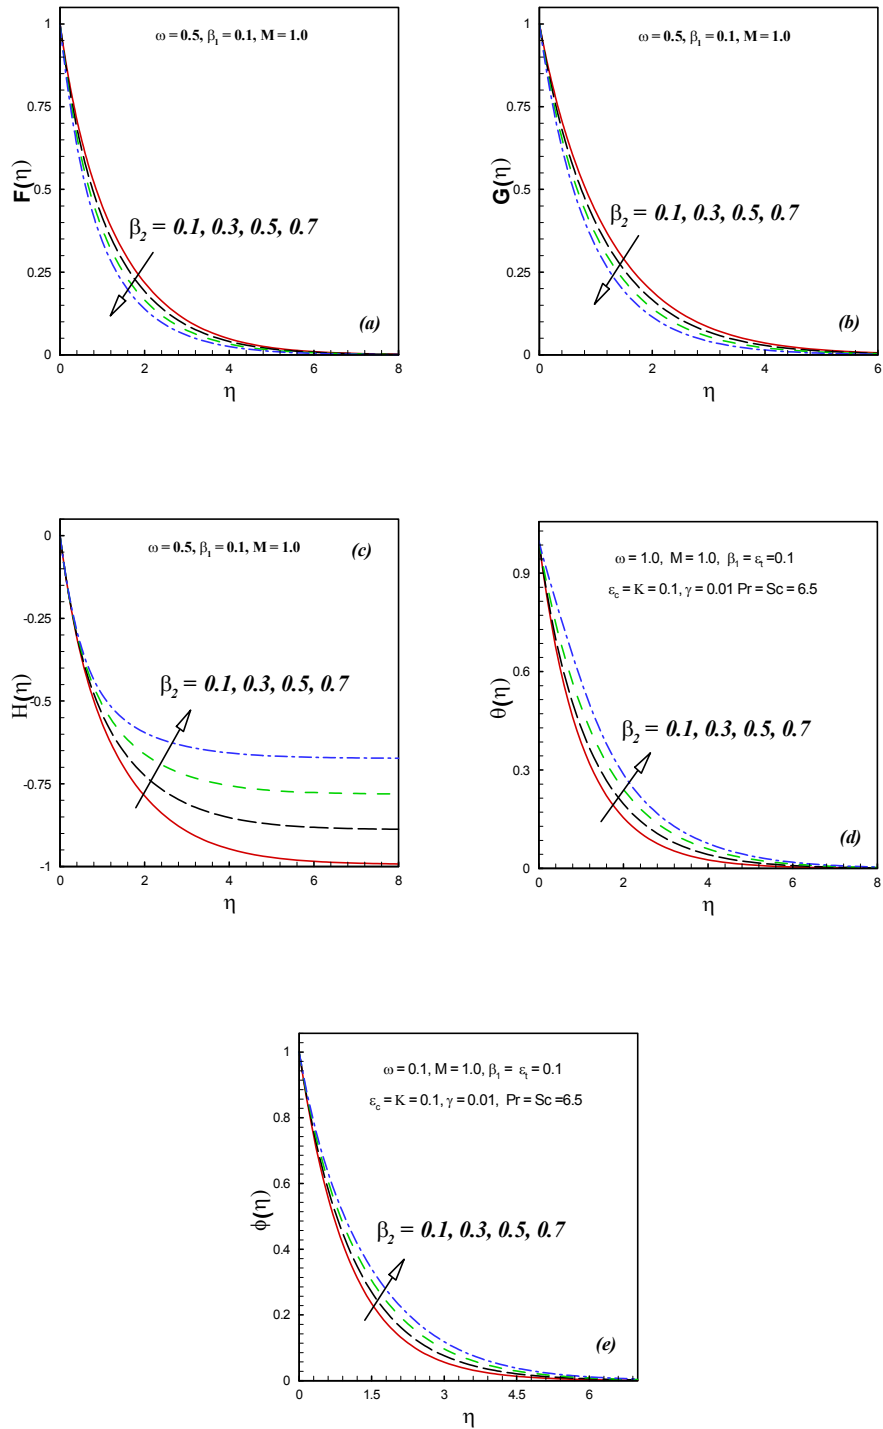 ω = 0.5, β₁ = 0.1, M = 1.0
1
0.75
F(η)
0.5
β₂ = 0.1, 0.3, 0.5, 0.7
0.25
(a)
0
0 2 4 6 8
η
ω = 0.5, β₁ = 0.1, M = 1.0
1
0.75
G(η)
0.5
β₂ = 0.1, 0.3, 0.5, 0.7
0.25
(b)
0
0 2 4 6
η
0
ω = 0.5, β₁ = 0.1, M = 1.0 (c)
-0.25
β₂ = 0.1, 0.3, 0.5, 0.7
H(η)
-0.5
-0.75
-1
0 2 4 6 8
η
ω = 1.0, M = 1.0, β₁ = εₜ =0.1
0.9
ε_c = K = 0.1, γ = 0.01 Pr = Sc = 6.5
0.6
θ(η)
β₂ = 0.1, 0.3, 0.5, 0.7
0.3
(d)
0
0 2 4 6 8
η
1
ω = 0.1, M = 1.0, β₁ = εₜ = 0.1
ε_c = K = 0.1, γ = 0.01, Pr = Sc =6.5
0.8
0.6
φ(η)
β₂ = 0.1, 0.3, 0.5, 0.7
0.4
0.2
(e)
0
0 1.5 3 4.5 6
η